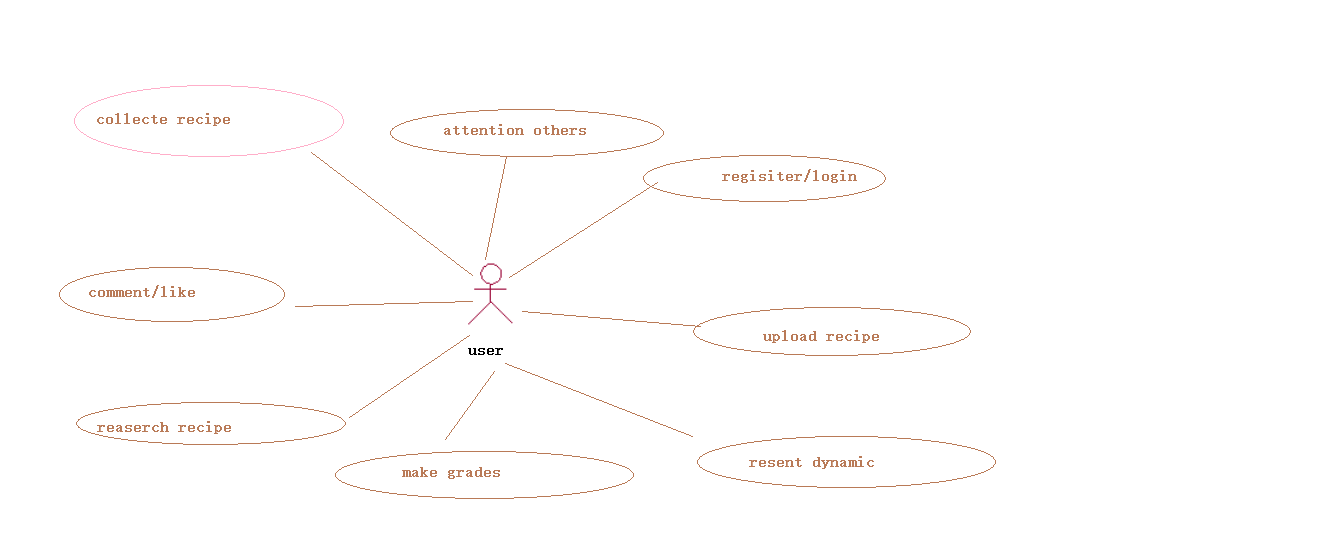 collecte recipe
attention others
regisiter/login
comment/like
upload recipe
user
reaserch recipe
make grades
resent dynamic